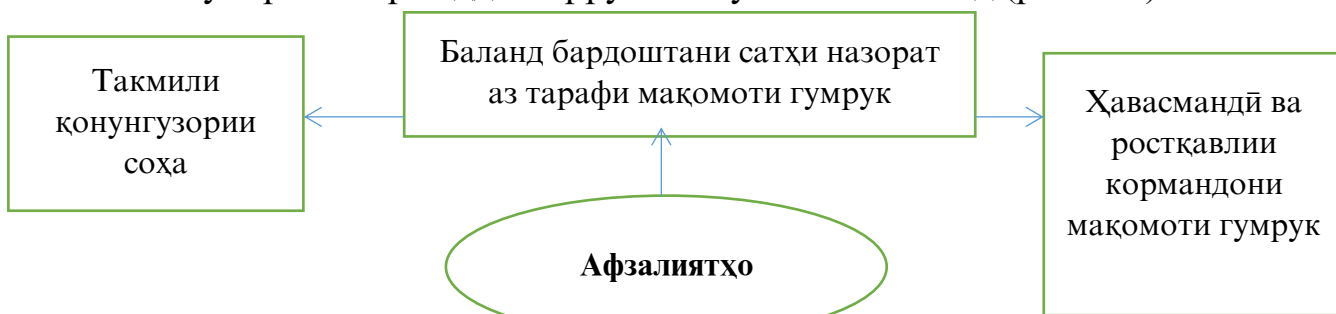 Такмили
қонунгузории
соҳа
Баланд бардоштани сатҳи назорат
аз тарафи мақомоти гумрук
Ҳавасмандӣ ва
ростқавлии
кормандони
мақомоти гумрук
Афзалиятҳо